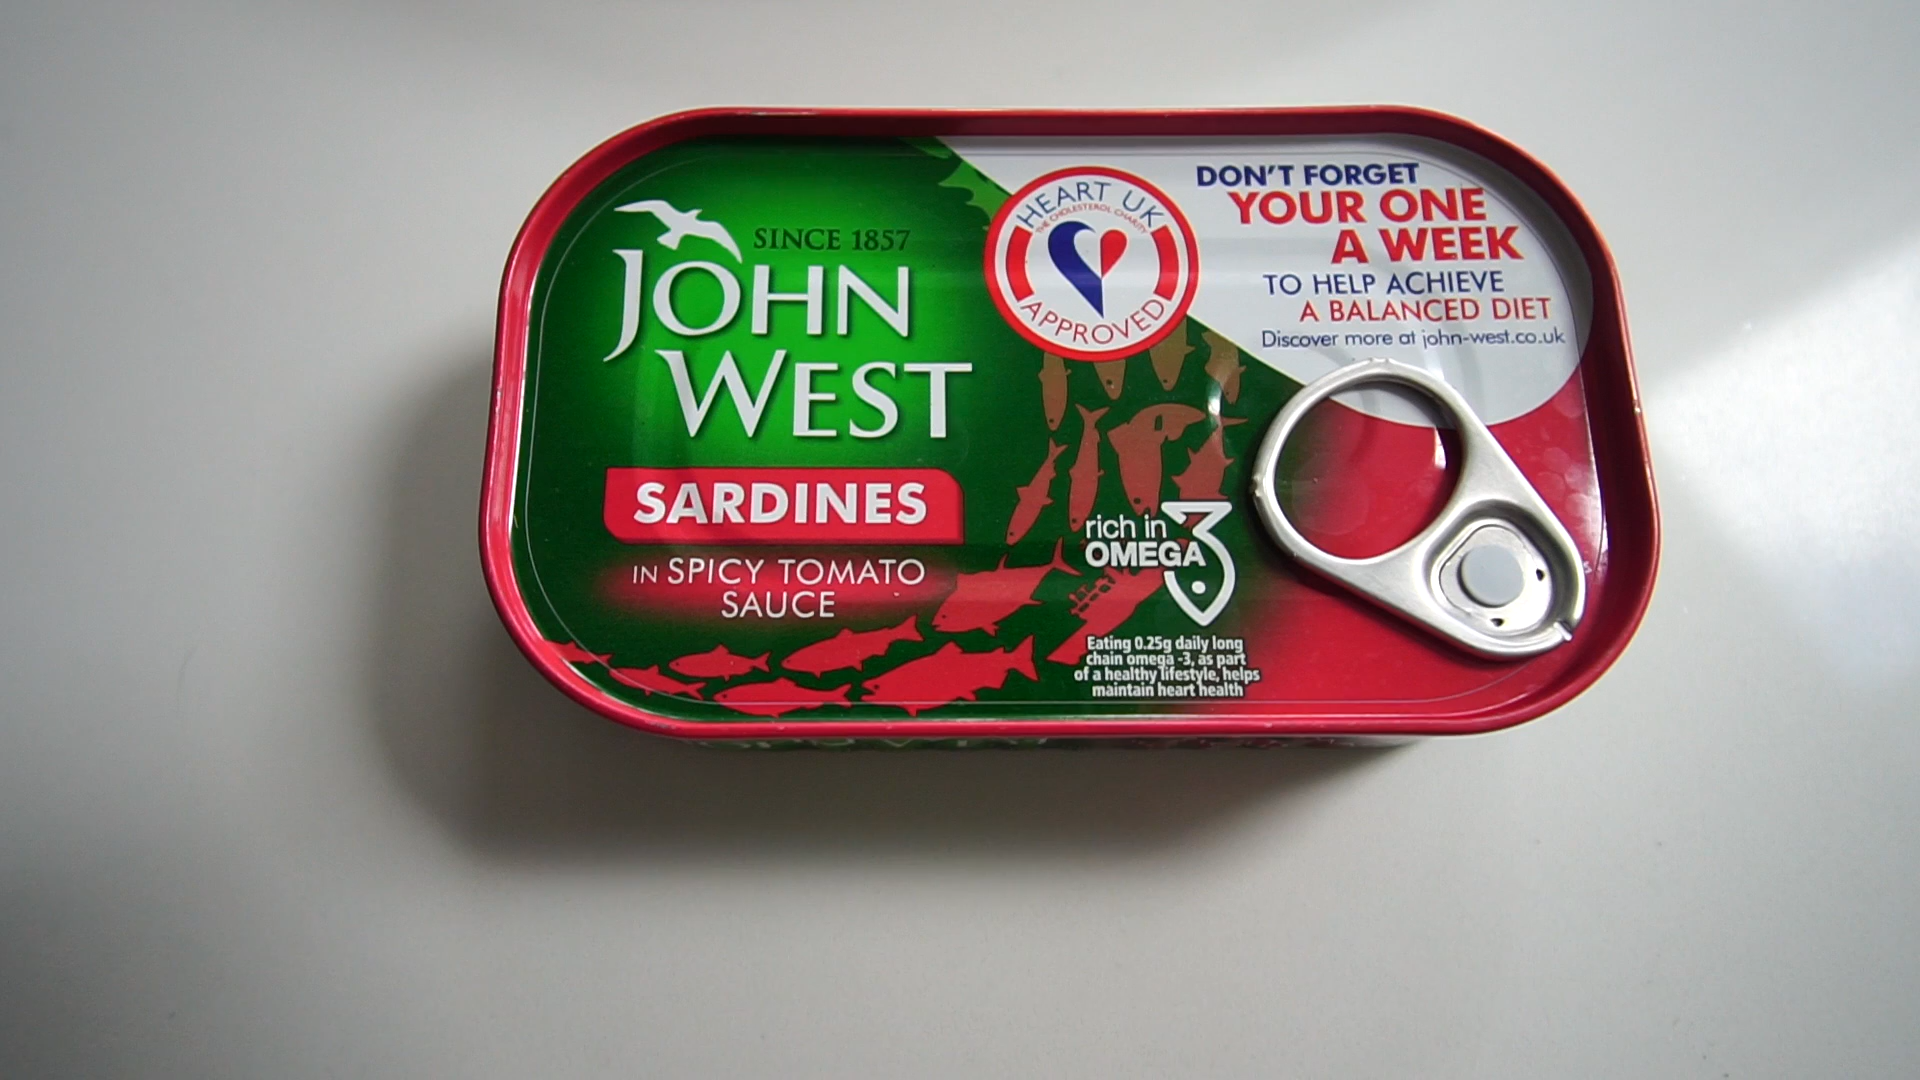 SINCE 1857
JOHN
WEST
SARDINES
IN SPICY TOMATO
SAUCE
HEART UK
THE CHOLESTEROL CHARITY
APPROVED
DON'T FORGET
YOUR ONE
A WEEK
TO HELP ACHIEVE
A BALANCED DIET
Discover more at john-west.co.uk
rich in
OMEGA 3
Eating 0.25g daily long
chain omega -3, as part
of a healthy lifestyle, helps
maintain heart health